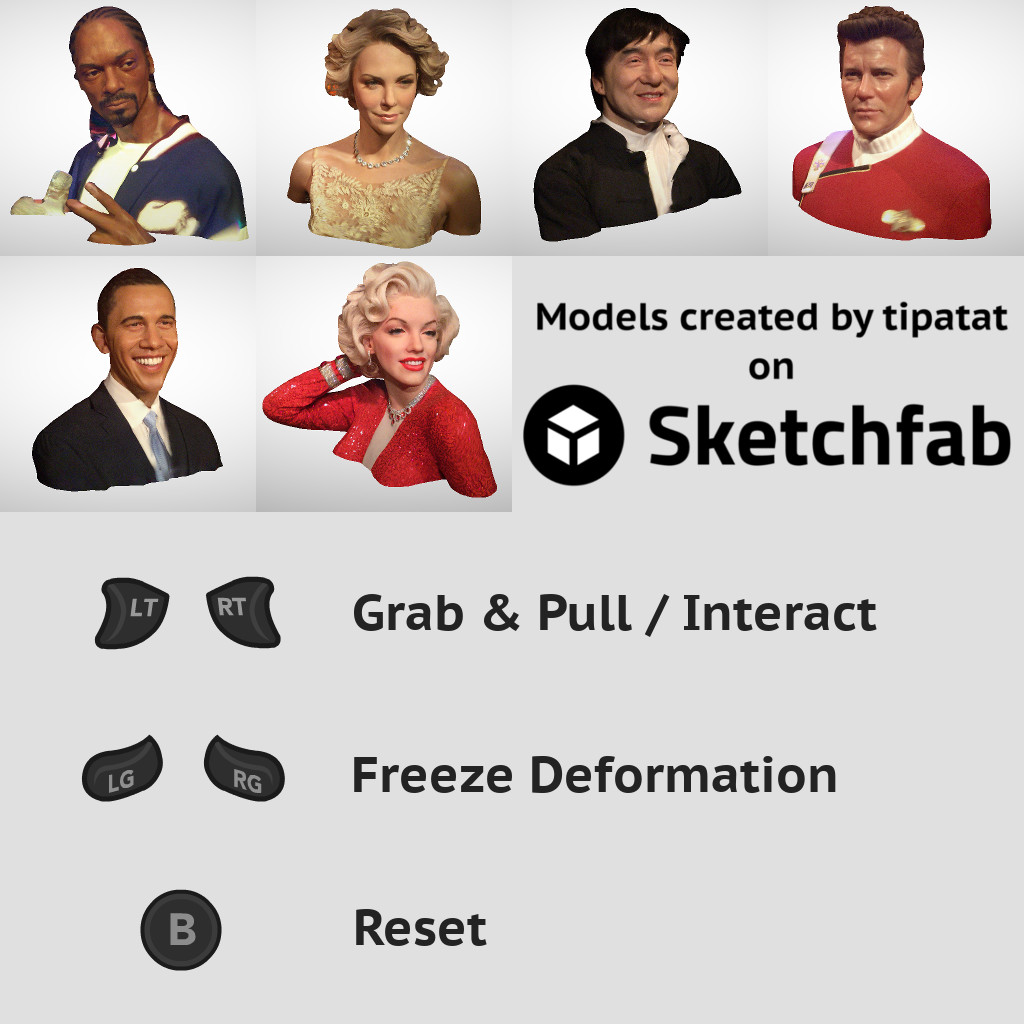 Models created by tipatat
on
Sketchfab
LT RT Grab & Pull / Interact
LG RG Freeze Deformation
B Reset